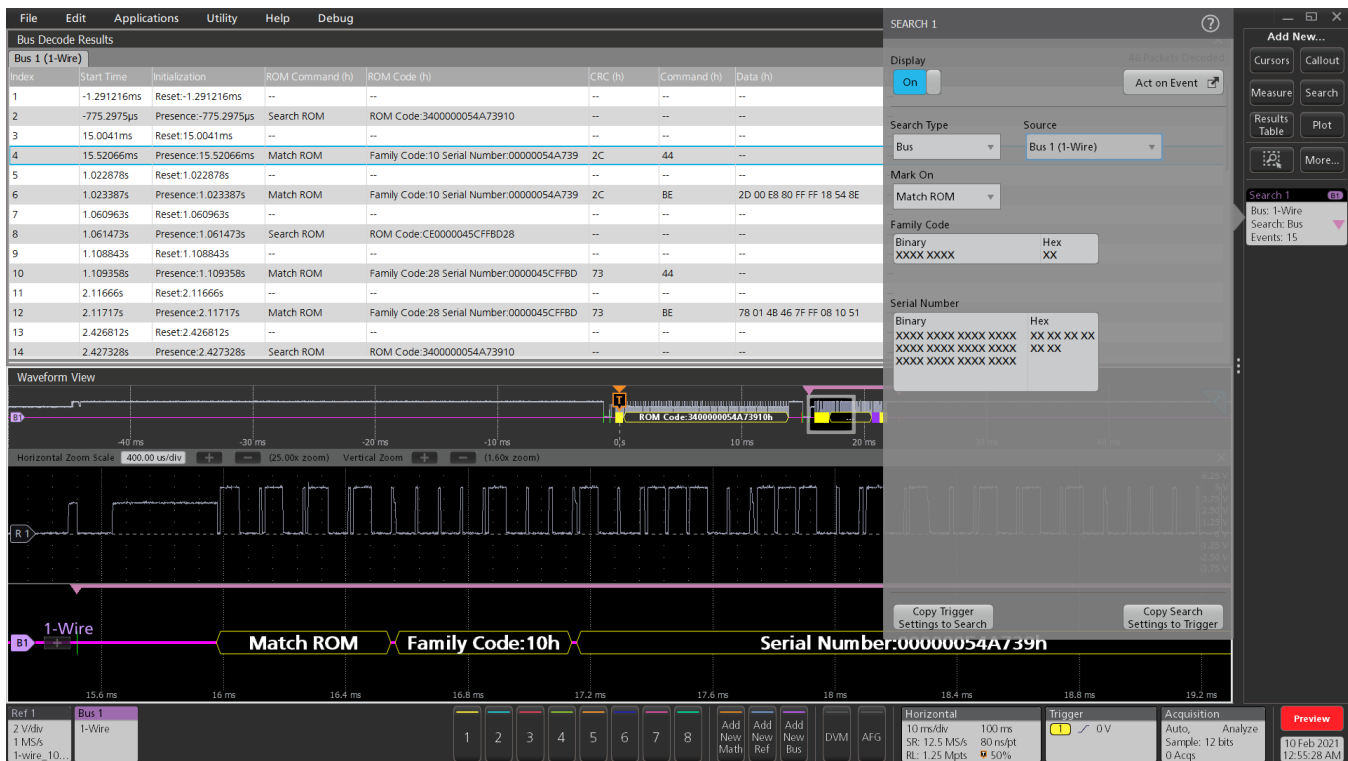 File Edit Applications Utility Help Debug
Bus Decode Results
Bus 1 (1-Wire)
Index Start Time Initialization ROM Command (h) ROM Code (h) CRC (h) Command (h) Data (h)
1 -1.291216ms Reset:-1.291216ms -- -- -- -- --
2 -775.2975µs Presence:-775.2975µs Search ROM ROM Code:3400000054A73910 -- -- --
3 15.0041ms Reset:15.0041ms -- -- -- -- --
4 15.52066ms Presence:15.52066ms Match ROM Family Code:10 Serial Number:00000054A739 2C 44 --
5 1.022878s Reset:1.022878s -- -- -- -- --
6 1.023387s Presence:1.023387s Match ROM Family Code:10 Serial Number:00000054A739 2C BE 2D 00 E8 80 FF FF 18 54 8E
7 1.060963s Reset:1.060963s -- -- -- -- --
8 1.061473s Presence:1.061473s Search ROM ROM Code:CE0000045CFFBD28 -- -- --
9 1.108843s Reset:1.108843s -- -- -- -- --
10 1.109358s Presence:1.109358s Match ROM Family Code:28 Serial Number:0000045CFFBD 73 44 --
11 2.11666s Reset:2.11666s -- -- -- -- --
12 2.11717s Presence:2.11717s Match ROM Family Code:28 Serial Number:0000045CFFBD 73 BE 78 01 4B 46 7F FF 08 10 51
13 2.426812s Reset:2.426812s -- -- -- -- --
14 2.427328s Presence:2.427328s Search ROM ROM Code:3400000054A73910 -- -- --
SEARCH 1
All Packets Decoded
Display
On
Act on Event
Search Type Source
Bus Bus 1 (1-Wire)
Mark On
Match ROM
Family Code
Binary Hex
XXXX XXXX XX
Serial Number
Binary Hex
XXXX XXXX XXXX XXXX XX XX XX XX
XXXX XXXX XXXX XXXX XX XX
XXXX XXXX XXXX XXXX
Copy Trigger
Settings to Search
Copy Search
Settings to Trigger
Add New...
Cursors Callout
Measure Search
Results
Table
Plot
More...
Search 1 B1
Bus: 1-Wire
Search: Bus
Events: 15
Waveform View
T
B1
ROM Code:3400000054A73910h ...
-40 ms -30 ms -20 ms -10 ms 0 s 10 ms 20 ms
Horizontal Zoom Scale 400.00 us/div + − (25.00x zoom) Vertical Zoom + − (1.60x zoom)
R 1
1-Wire
B1 + Match ROM Family Code:10h Serial Number:00000054A739h
15.6 ms 16 ms 16.4 ms 16.8 ms 17.2 ms 17.6 ms 18 ms 18.4 ms 18.8 ms 19.2 ms
Ref 1
2 V/div
1 MS/s
1-wire_10...
Bus 1
1-Wire
1 2 3 4 5 6 7 8
Add
New
Math
Add
New
Ref
Add
New
Bus
DVM AFG
Horizontal
10 ms/div 100 ms
SR: 12.5 MS/s 80 ns/pt
RL: 1.25 Mpts 50%
Trigger
1 0 V
Acquisition
Auto, Analyze
Sample: 12 bits
0 Acqs
Preview
10 Feb 2021
12:55:28 AM